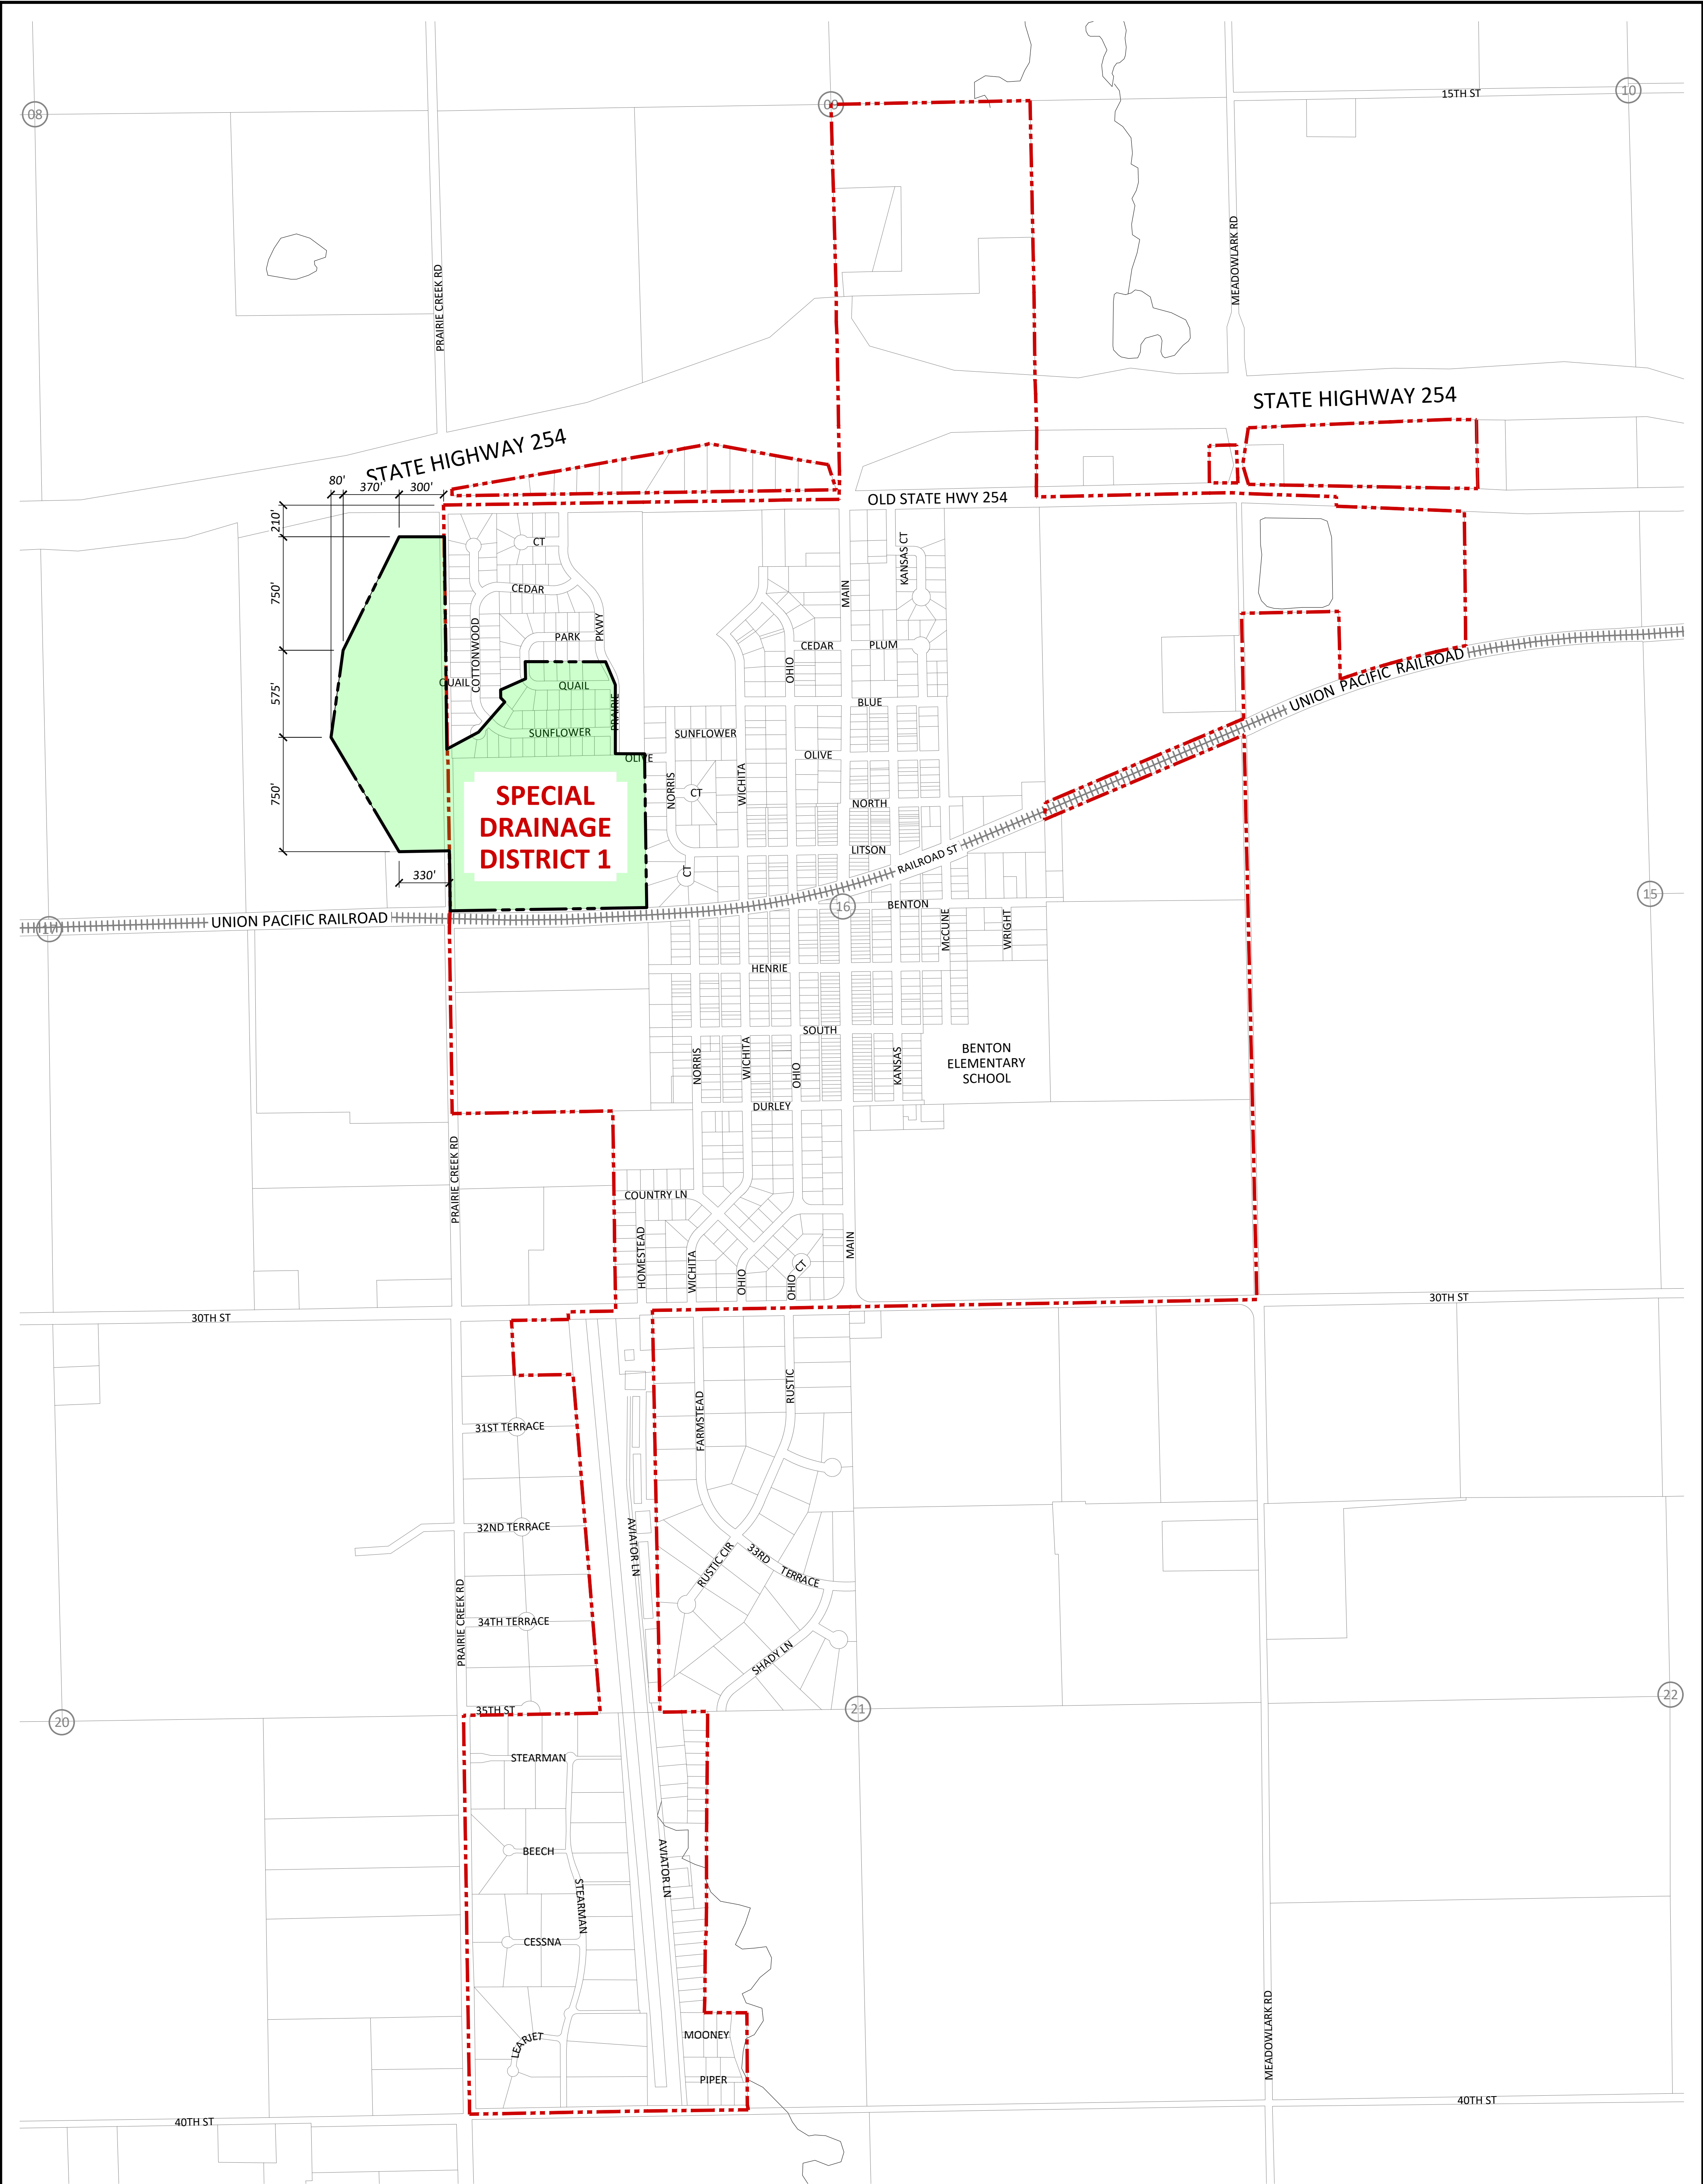 15TH ST
10
08
09
PRAIRIE CREEK RD
MEADOWLARK RD
STATE HIGHWAY 254
STATE HIGHWAY 254
80'
370'
300'
OLD STATE HWY 254
210'
CT
KANSAS CT
750'
CEDAR
MAIN
PARK
PKWY
COTTONWOOD
CEDAR
PLUM
OHIO
QUAIL
QUAIL
575'
PRAIRIE
BLUE
UNION PACIFIC RAILROAD
SUNFLOWER
SUNFLOWER
OLIVE
OLIVE
750'
SPECIAL
DRAINAGE
DISTRICT 1
NORRIS
CT
WICHITA
NORTH
LITSON
RAILROAD ST
330'
CT
15
16
BENTON
UNION PACIFIC RAILROAD
17
McCUNE
WRIGHT
HENRIE
SOUTH
BENTON
ELEMENTARY
SCHOOL
NORRIS
WICHITA
OHIO
KANSAS
DURLEY
PRAIRIE CREEK RD
COUNTRY LN
HOMESTEAD
WICHITA
OHIO
OHIO CT
MAIN
30TH ST
30TH ST
RUSTIC
FARMSTEAD
31ST TERRACE
32ND TERRACE
AVIATOR LN
RUSTIC CIR
33RD TERRACE
PRAIRIE CREEK RD
34TH TERRACE
SHADY LN
35TH ST
20
21
22
STEARMAN
BEECH
AVIATOR LN
STEARMAN
CESSNA
MEADOWLARK RD
LEARJET
MOONEY
PIPER
40TH ST
40TH ST